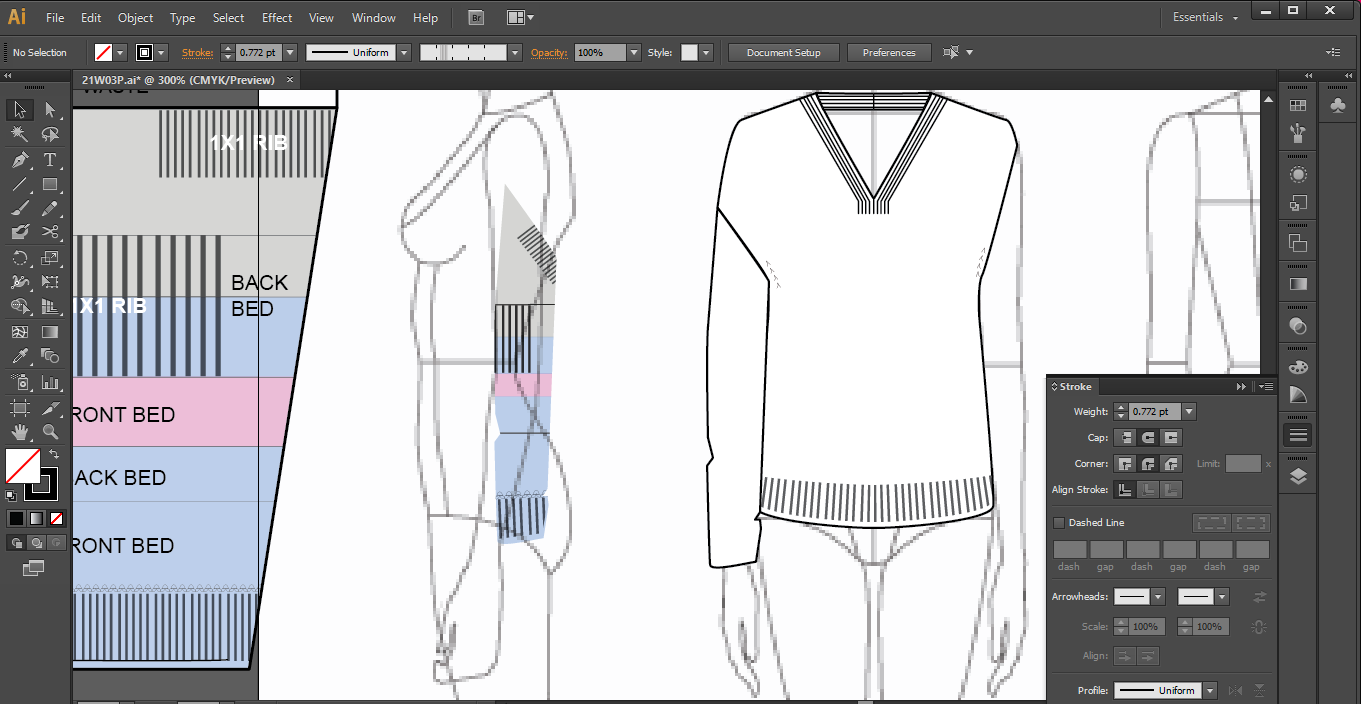 Ai File Edit Object Type Select Effect View Window Help Br Essentials
No Selection Stroke: 0.772 pt Uniform Opacity: 100% Style: Document Setup Preferences
21W03P.ai* @ 300% (CMYK/Preview) ×
WASTE
1X1 RIB
BACK
BED
1X1 RIB
RONT BED
ACK BED
RONT BED
Stroke
Weight: 0.772 pt
Cap:
Corner: Limit: x
Align Stroke:
Dashed Line
dash gap dash gap dash gap
Arrowheads:
Scale: 100% 100%
Align:
Profile: Uniform